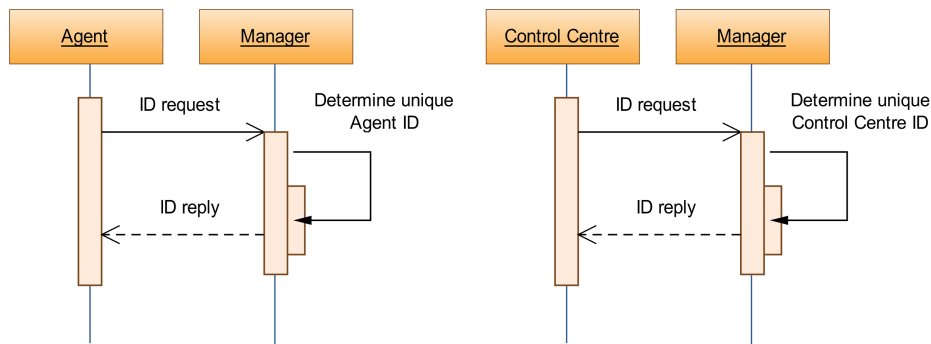 Agent
Manager
ID request
Determine unique
Agent ID
ID reply
Control Centre
Manager
ID request
Determine unique
Control Centre ID
ID reply